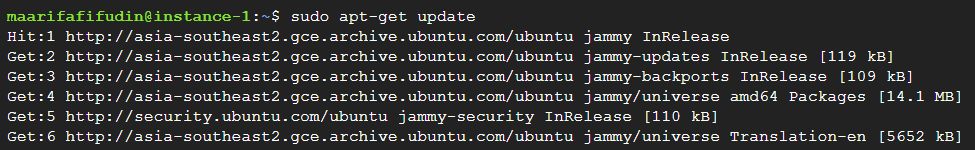 maarifafifudin@instance-1:~$ sudo apt-get update
Hit:1 http://asia-southeast2.gce.archive.ubuntu.com/ubuntu jammy InRelease
Get:2 http://asia-southeast2.gce.archive.ubuntu.com/ubuntu jammy-updates InRelease [119 kB]
Get:3 http://asia-southeast2.gce.archive.ubuntu.com/ubuntu jammy-backports InRelease [109 kB]
Get:4 http://asia-southeast2.gce.archive.ubuntu.com/ubuntu jammy/universe amd64 Packages [14.1 MB]
Get:5 http://security.ubuntu.com/ubuntu jammy-security InRelease [110 kB]
Get:6 http://asia-southeast2.gce.archive.ubuntu.com/ubuntu jammy/universe Translation-en [5652 kB]